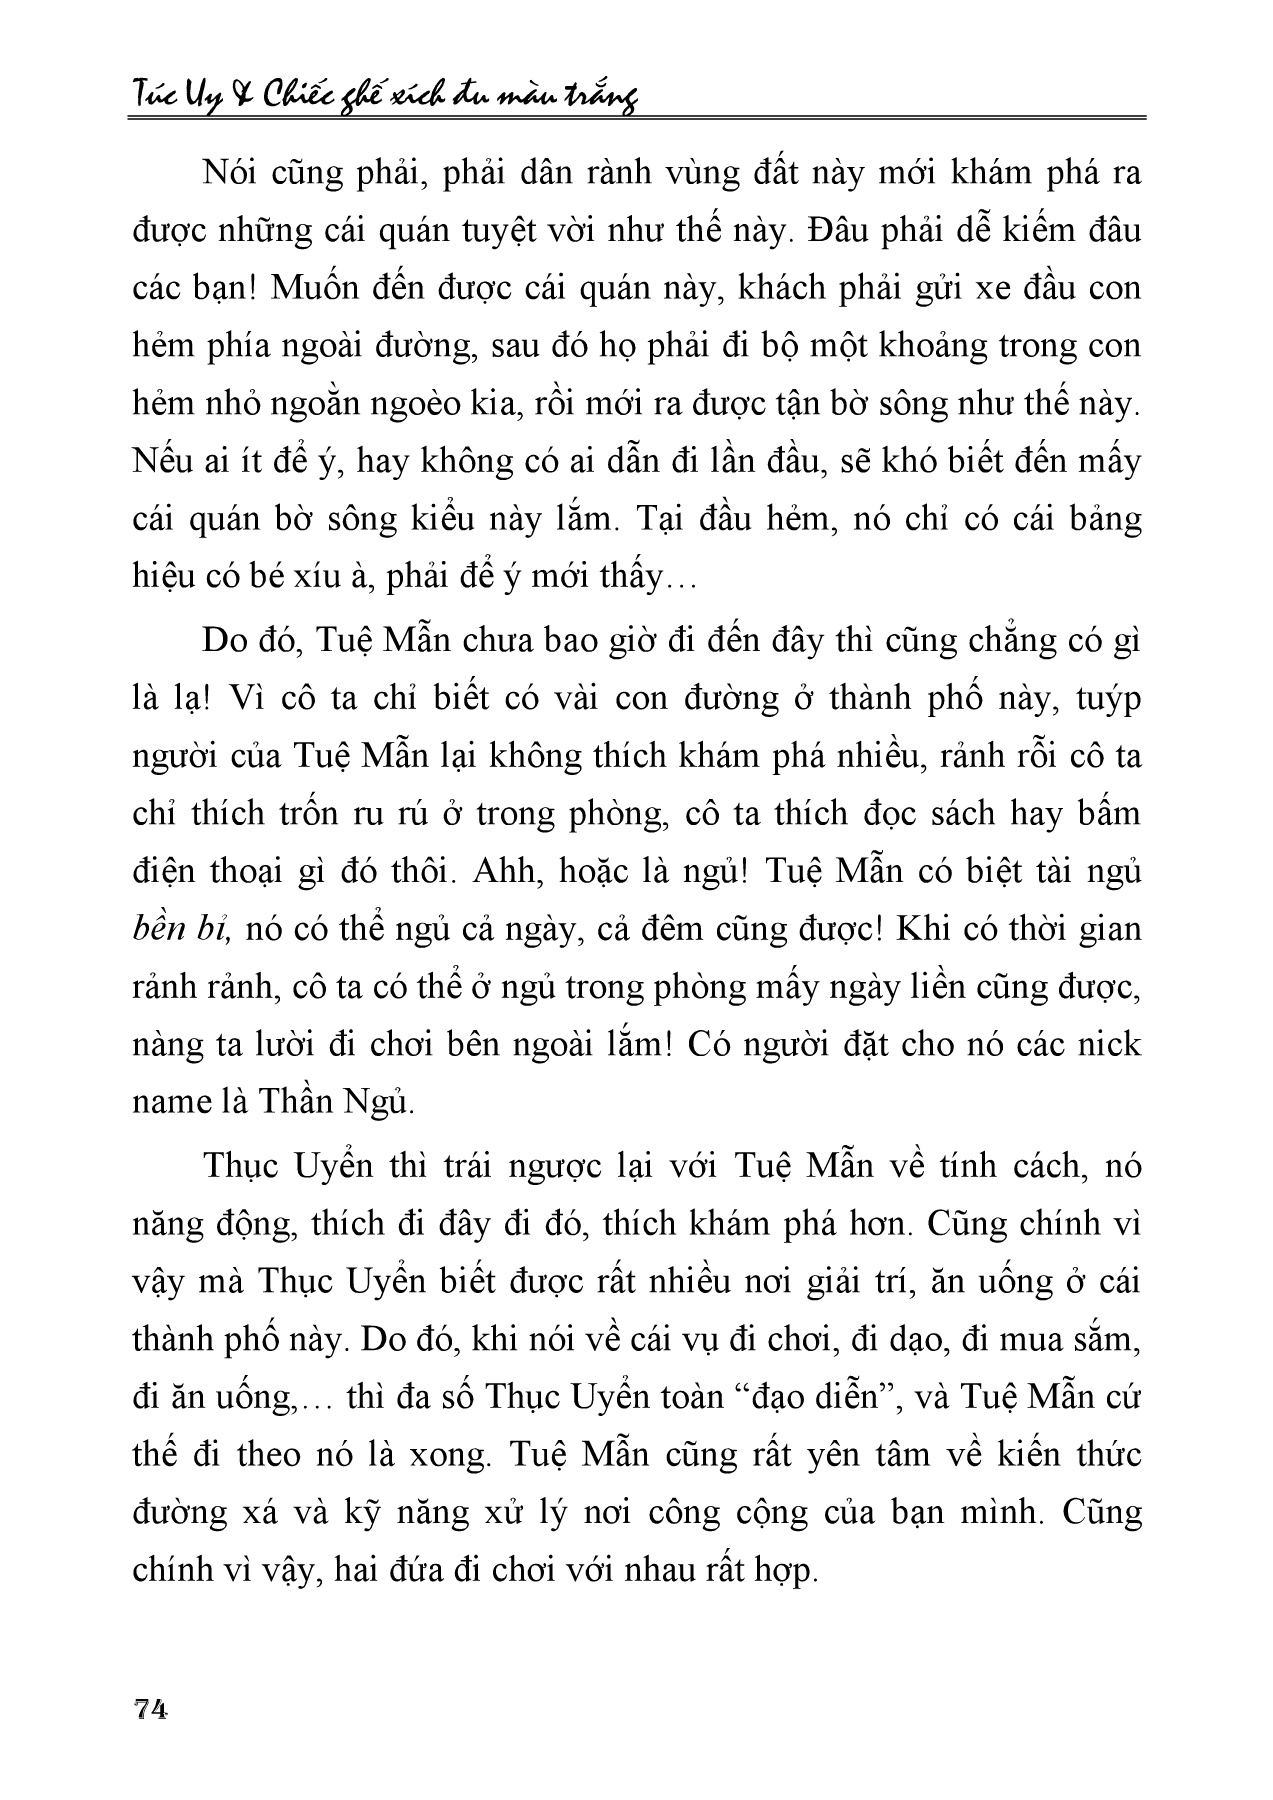 Túc Uy & Chiếc ghế xích đu màu trắng
Nói cũng phải, phải dân rành vùng đất này mới khám phá ra
được những cái quán tuyệt vời như thế này. Đâu phải dễ kiếm đâu
các bạn! Muốn đến được cái quán này, khách phải gửi xe đầu con
hẻm phía ngoài đường, sau đó họ phải đi bộ một khoảng trong con
hẻm nhỏ ngoằn ngoèo kia, rồi mới ra được tận bờ sông như thế này.
Nếu ai ít để ý, hay không có ai dẫn đi lần đầu, sẽ khó biết đến mấy
cái quán bờ sông kiểu này lắm. Tại đầu hẻm, nó chỉ có cái bảng
hiệu có bé xíu à, phải để ý mới thấy…
Do đó, Tuệ Mẫn chưa bao giờ đi đến đây thì cũng chẳng có gì
là lạ! Vì cô ta chỉ biết có vài con đường ở thành phố này, tuýp
người của Tuệ Mẫn lại không thích khám phá nhiều, rảnh rỗi cô ta
chỉ thích trốn ru rú ở trong phòng, cô ta thích đọc sách hay bấm
điện thoại gì đó thôi. Ahh, hoặc là ngủ! Tuệ Mẫn có biệt tài ngủ
bền bỉ, nó có thể ngủ cả ngày, cả đêm cũng được! Khi có thời gian
rảnh rảnh, cô ta có thể ở ngủ trong phòng mấy ngày liền cũng được,
nàng ta lười đi chơi bên ngoài lắm! Có người đặt cho nó các nick
name là Thần Ngủ.
Thục Uyển thì trái ngược lại với Tuệ Mẫn về tính cách, nó
năng động, thích đi đây đi đó, thích khám phá hơn. Cũng chính vì
vậy mà Thục Uyển biết được rất nhiều nơi giải trí, ăn uống ở cái
thành phố này. Do đó, khi nói về cái vụ đi chơi, đi dạo, đi mua sắm,
đi ăn uống,… thì đa số Thục Uyển toàn “đạo diễn”, và Tuệ Mẫn cứ
thế đi theo nó là xong. Tuệ Mẫn cũng rất yên tâm về kiến thức
đường xá và kỹ năng xử lý nơi công cộng của bạn mình. Cũng
chính vì vậy, hai đứa đi chơi với nhau rất hợp.
74